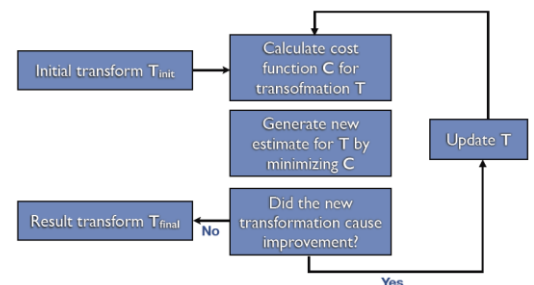 Initial transform Tinit
Calculate cost
function C for
transofmation T
Generate new
estimate for T by
minimizing C
Update T
Did the new
transformation cause
improvement?
Result transform Tfinal
No
Yes